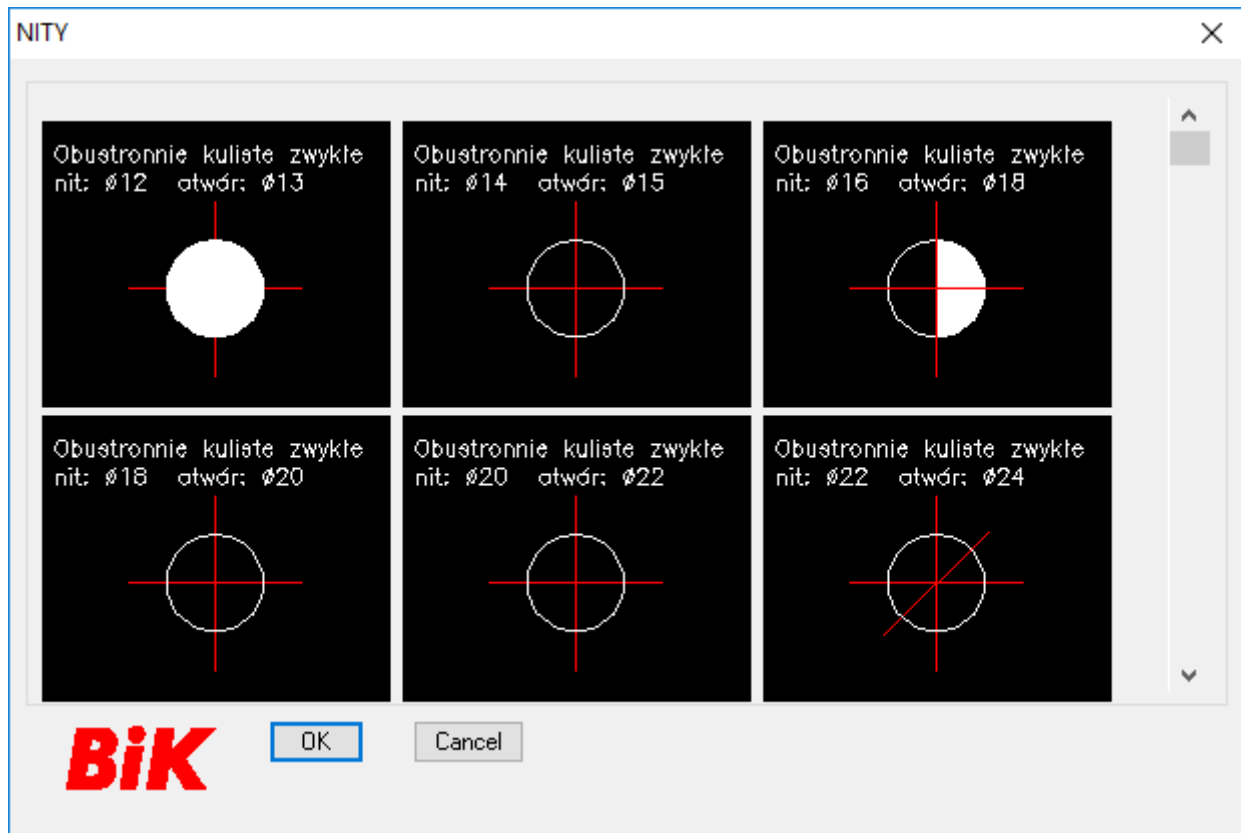 NITY
Obustronnie kuliste zwykłe
nit: ø12 otwór: ø13
Obustronnie kuliste zwykłe
nit: ø14 otwór: ø15
Obustronnie kuliste zwykłe
nit: ø16 otwór: ø18
Obustronnie kuliste zwykłe
nit: ø18 otwór: ø20
Obustronnie kuliste zwykłe
nit: ø20 otwór: ø22
Obustronnie kuliste zwykłe
nit: ø22 otwór: ø24
BiK
OK
Cancel